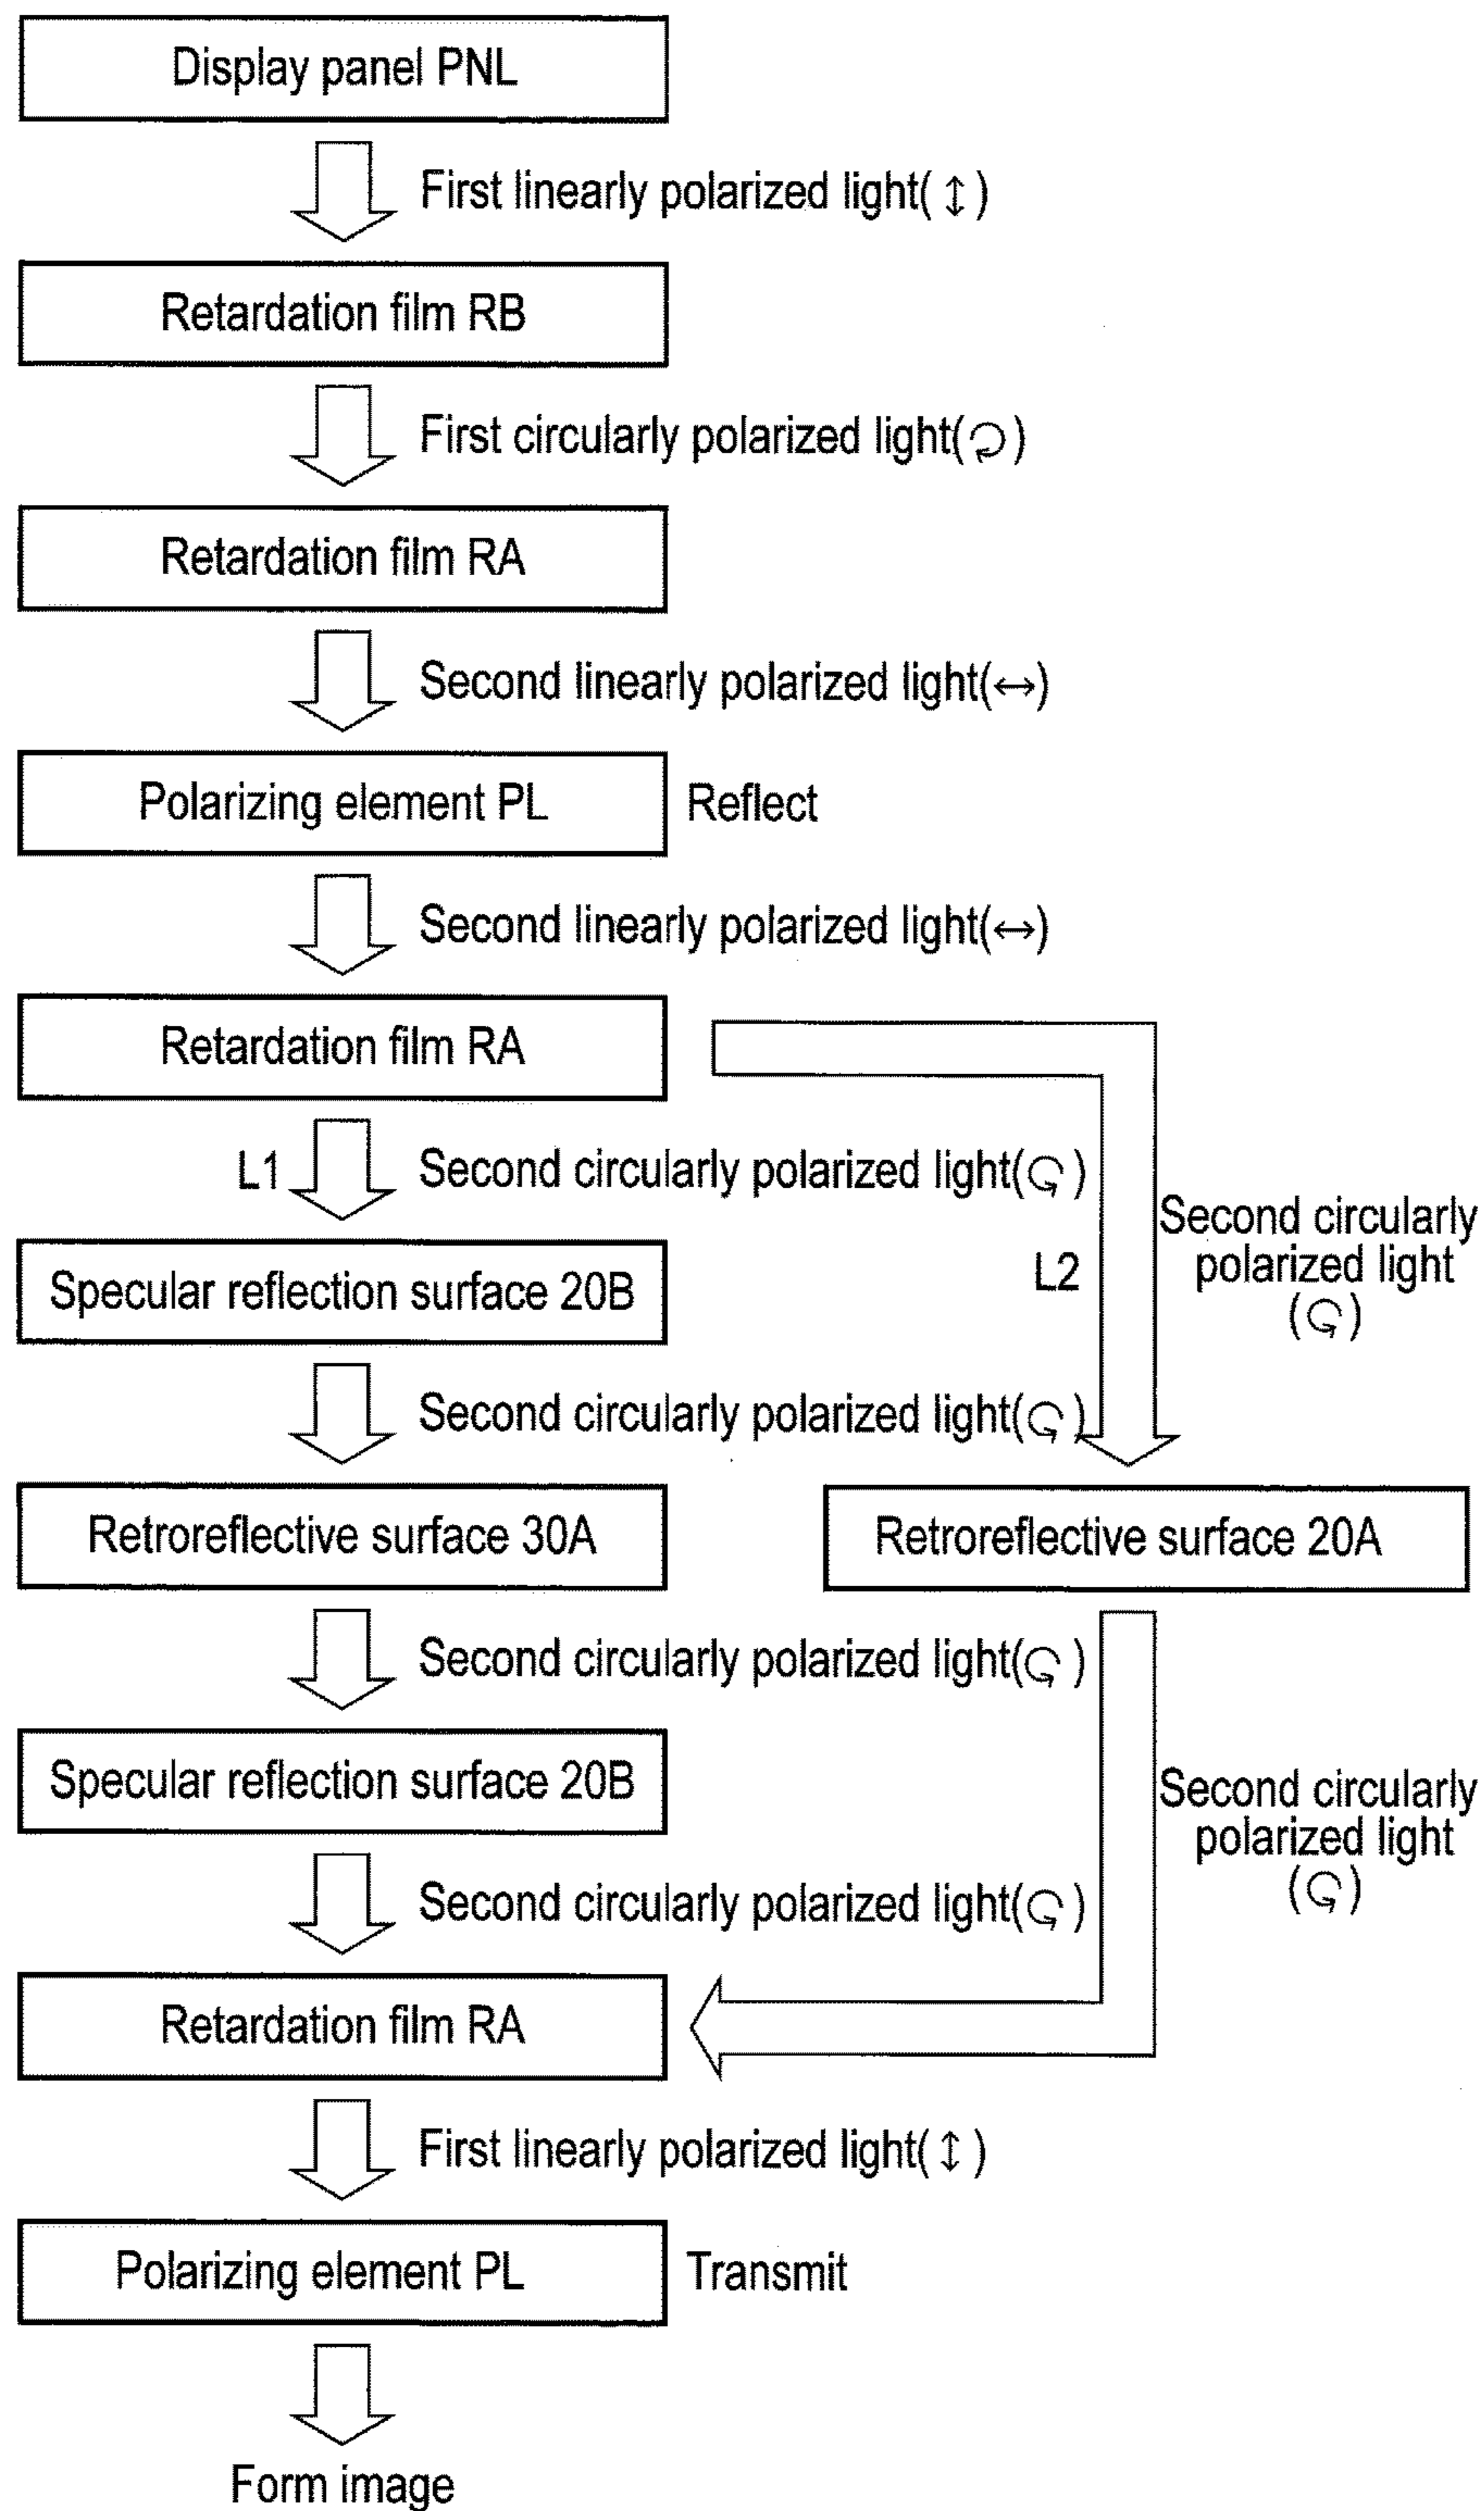 Display panel PNL
First linearly polarized light(↕)
Retardation film RB
First circularly polarized light(⟳)
Retardation film RA
Second linearly polarized light(↔)
Polarizing element PL Reflect
Second linearly polarized light(↔)
Retardation film RA
L1 Second circularly polarized light(⟲)
Second circularly
polarized light
(⟲)
L2
Specular reflection surface 20B
Second circularly polarized light(⟲)
Retroreflective surface 30A
Retroreflective surface 20A
Second circularly polarized light(⟲)
Specular reflection surface 20B
Second circularly
polarized light
(⟲)
Second circularly polarized light(⟲)
Retardation film RA
First linearly polarized light(↕)
Polarizing element PL Transmit
Form image